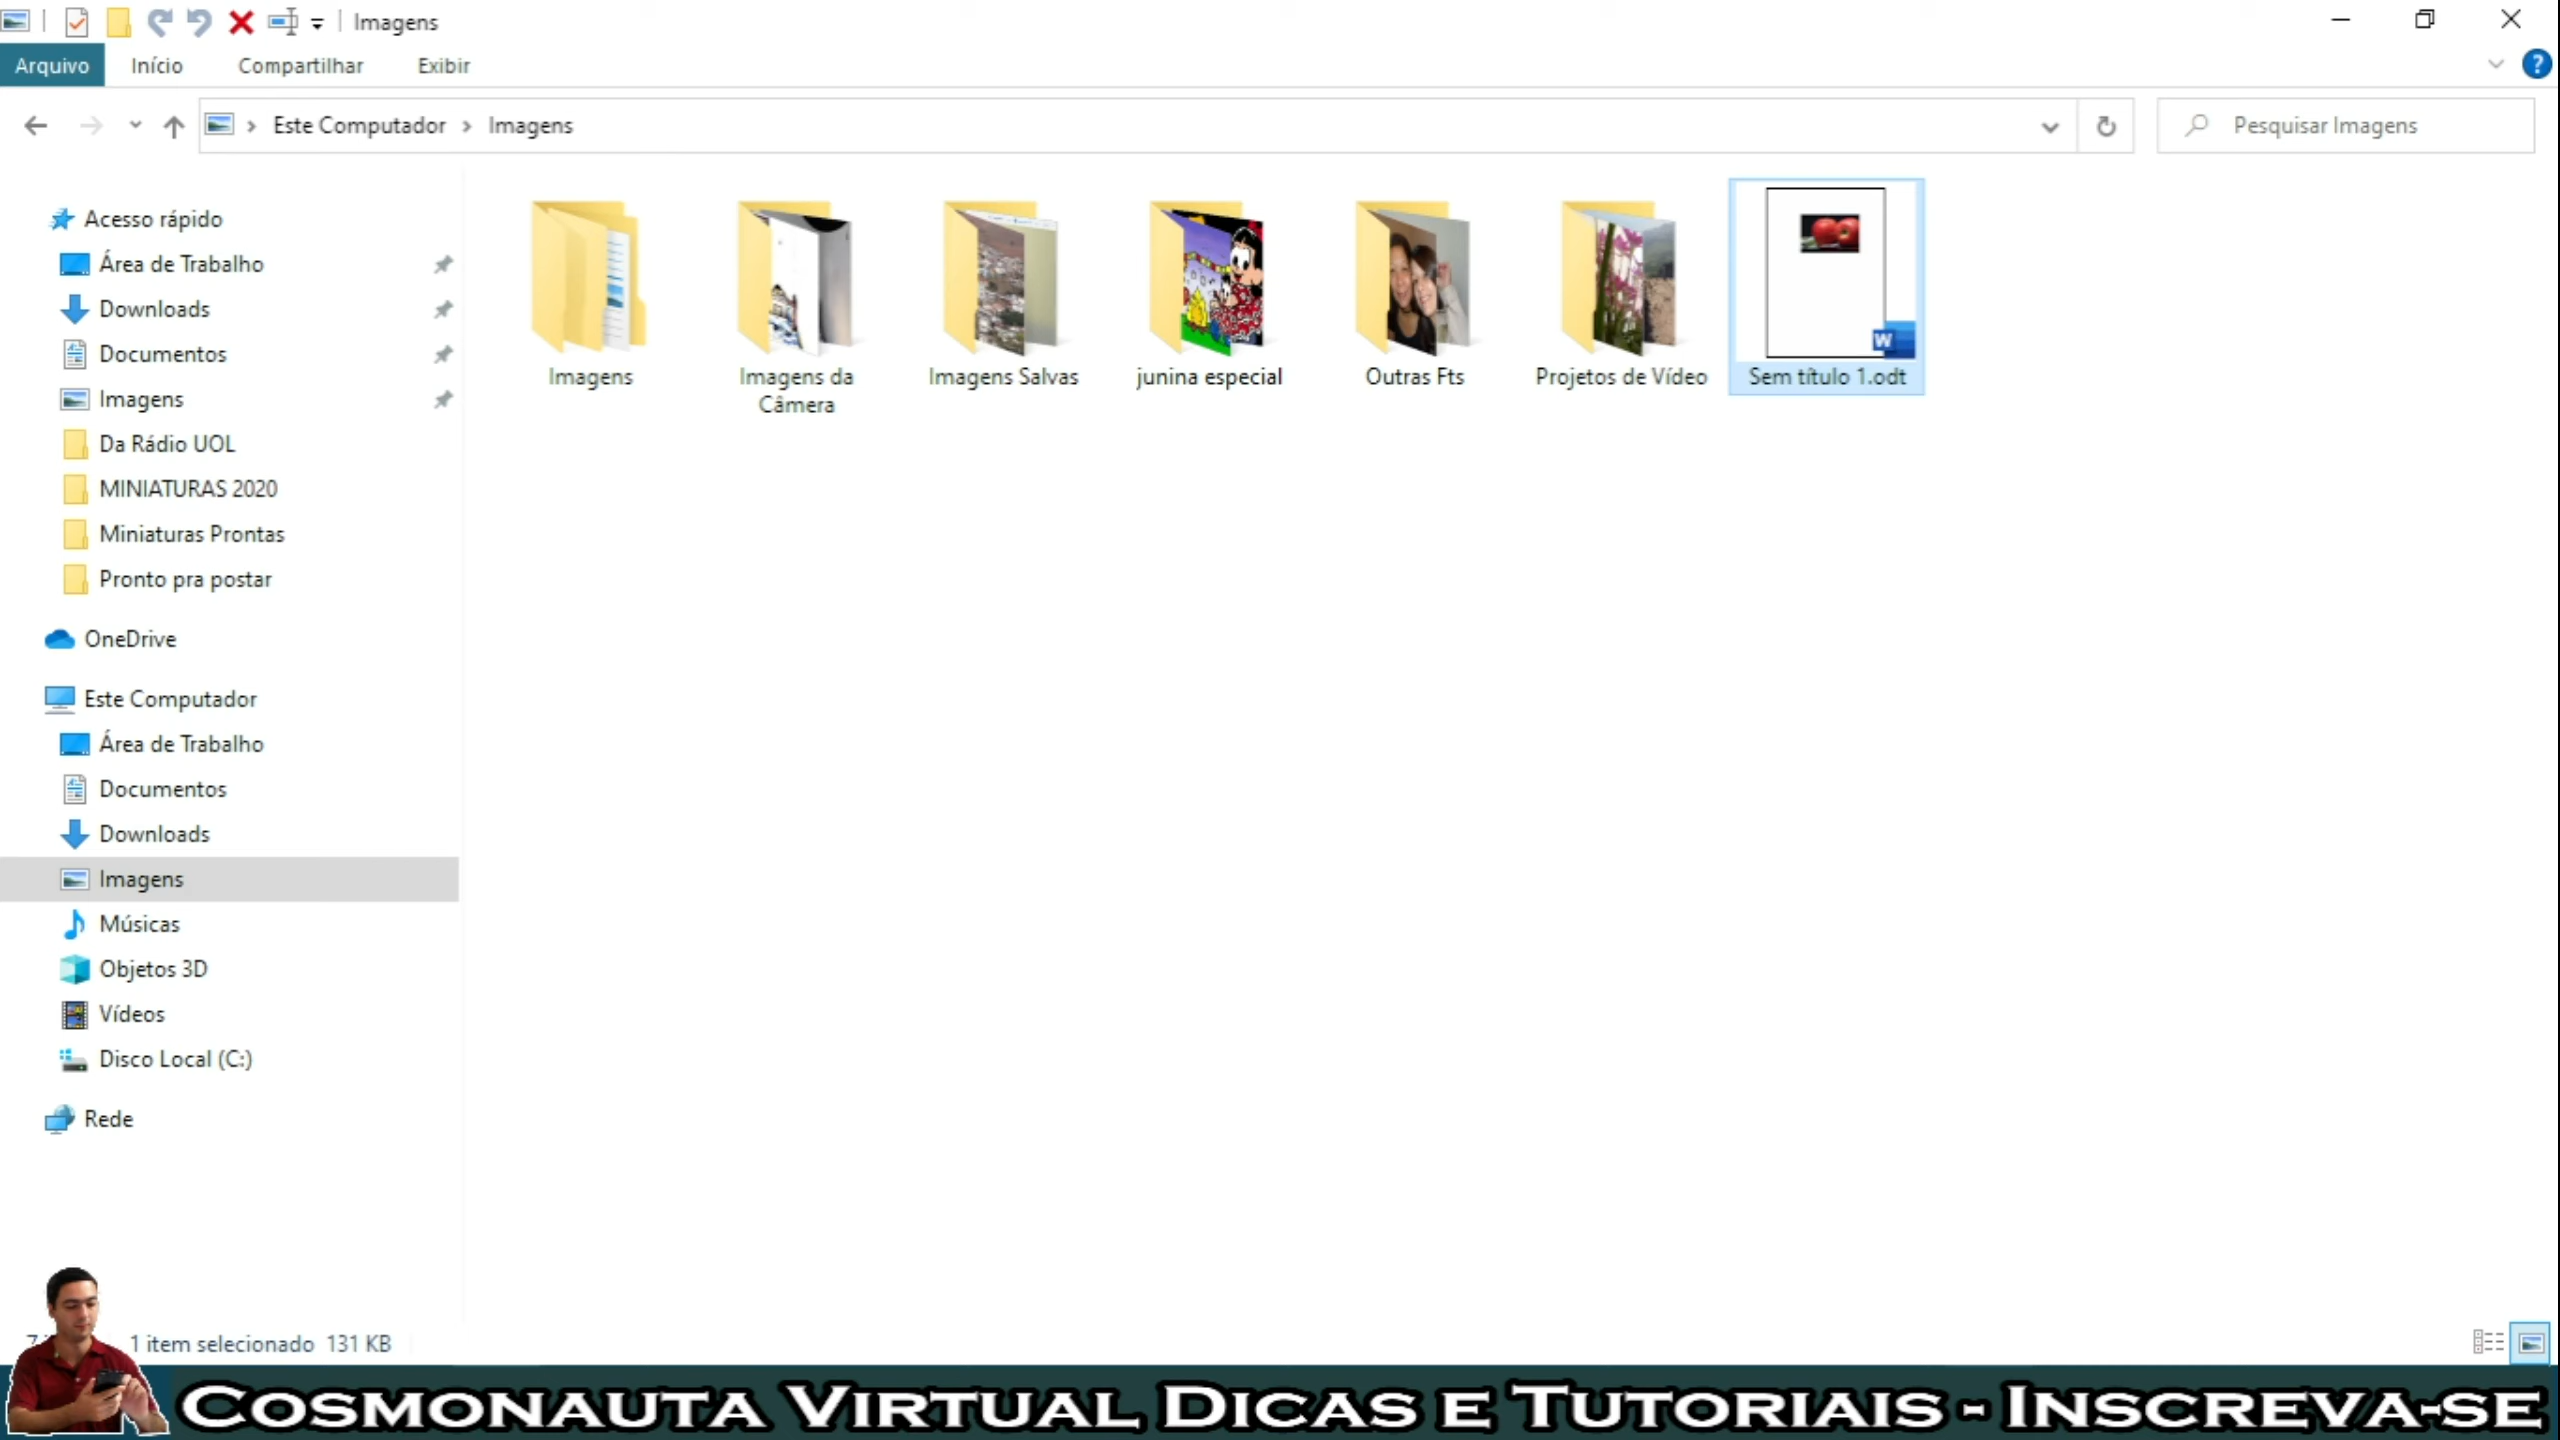 Imagens
Arquivo Início Compartilhar Exibir
Este Computador Imagens
Pesquisar Imagens
Acesso rápido
Área de Trabalho
Downloads
Documentos
Imagens
Da Rádio UOL
MINIATURAS 2020
Miniaturas Prontas
Pronto pra postar
OneDrive
Este Computador
Área de Trabalho
Documentos
Downloads
Imagens
Músicas
Objetos 3D
Vídeos
Disco Local (C:)
Rede
Imagens
Imagens da
Câmera
Imagens Salvas
junina especial
Outras Fts
Projetos de Vídeo
W
Sem título 1.odt
1 item selecionado 131 KB
Cosmonauta Virtual Dicas e Tutoriais - Inscreva-se